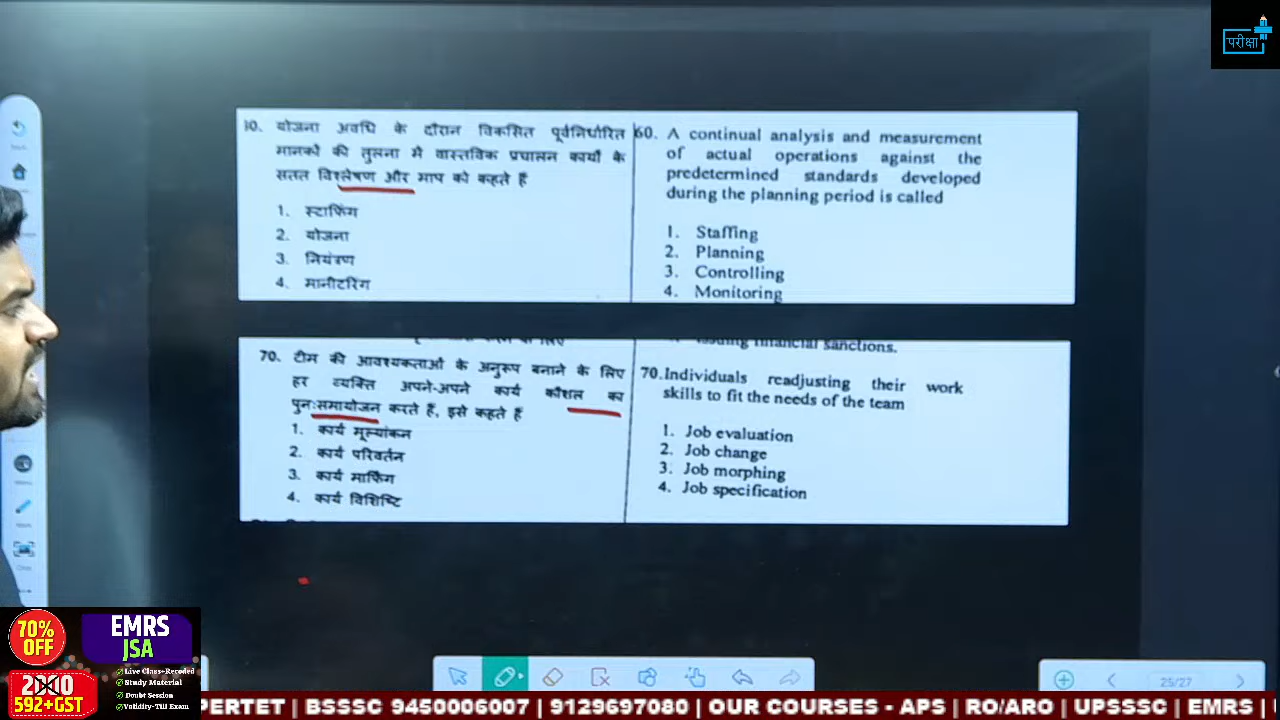 परीक्षा
60. योजना अवधि के दौरान विकसित पूर्वनिर्धारित
मानकों की तुलना में वास्तविक प्रचालन कार्यों के
सतत विश्लेषण और माप को कहते हैं
1. स्टाफिंग
2. योजना
3. नियंत्रण
4. मानीटरिंग
60. A continual analysis and measurement
of actual operations against the
predetermined standards developed
during the planning period is called
1. Staffing
2. Planning
3. Controlling
4. Monitoring
70. टीम की आवश्यकताओं के अनुरूप बनाने के लिए
हर व्यक्ति अपने-अपने कार्य कौशल का
पुनःसमायोजन करते हैं, इसे कहते हैं
1. कार्य मूल्यांकन
2. कार्य परिवर्तन
3. कार्य मार्फिंग
4. कार्य विशिष्टि
issuing financial sanctions.
70.Individuals readjusting their work
skills to fit the needs of the team
1. Job evaluation
2. Job change
3. Job morphing
4. Job specification
70%
OFF
EMRS
JSA
592+GST
Live Class+Recoded
Study Material
Doubt Session
Validity-Till Exam
25/27
PERTET | BSSSC 9450006007 | 9129697080 | OUR COURSES - APS | RO/ARO | UPSSSC | EMRS |